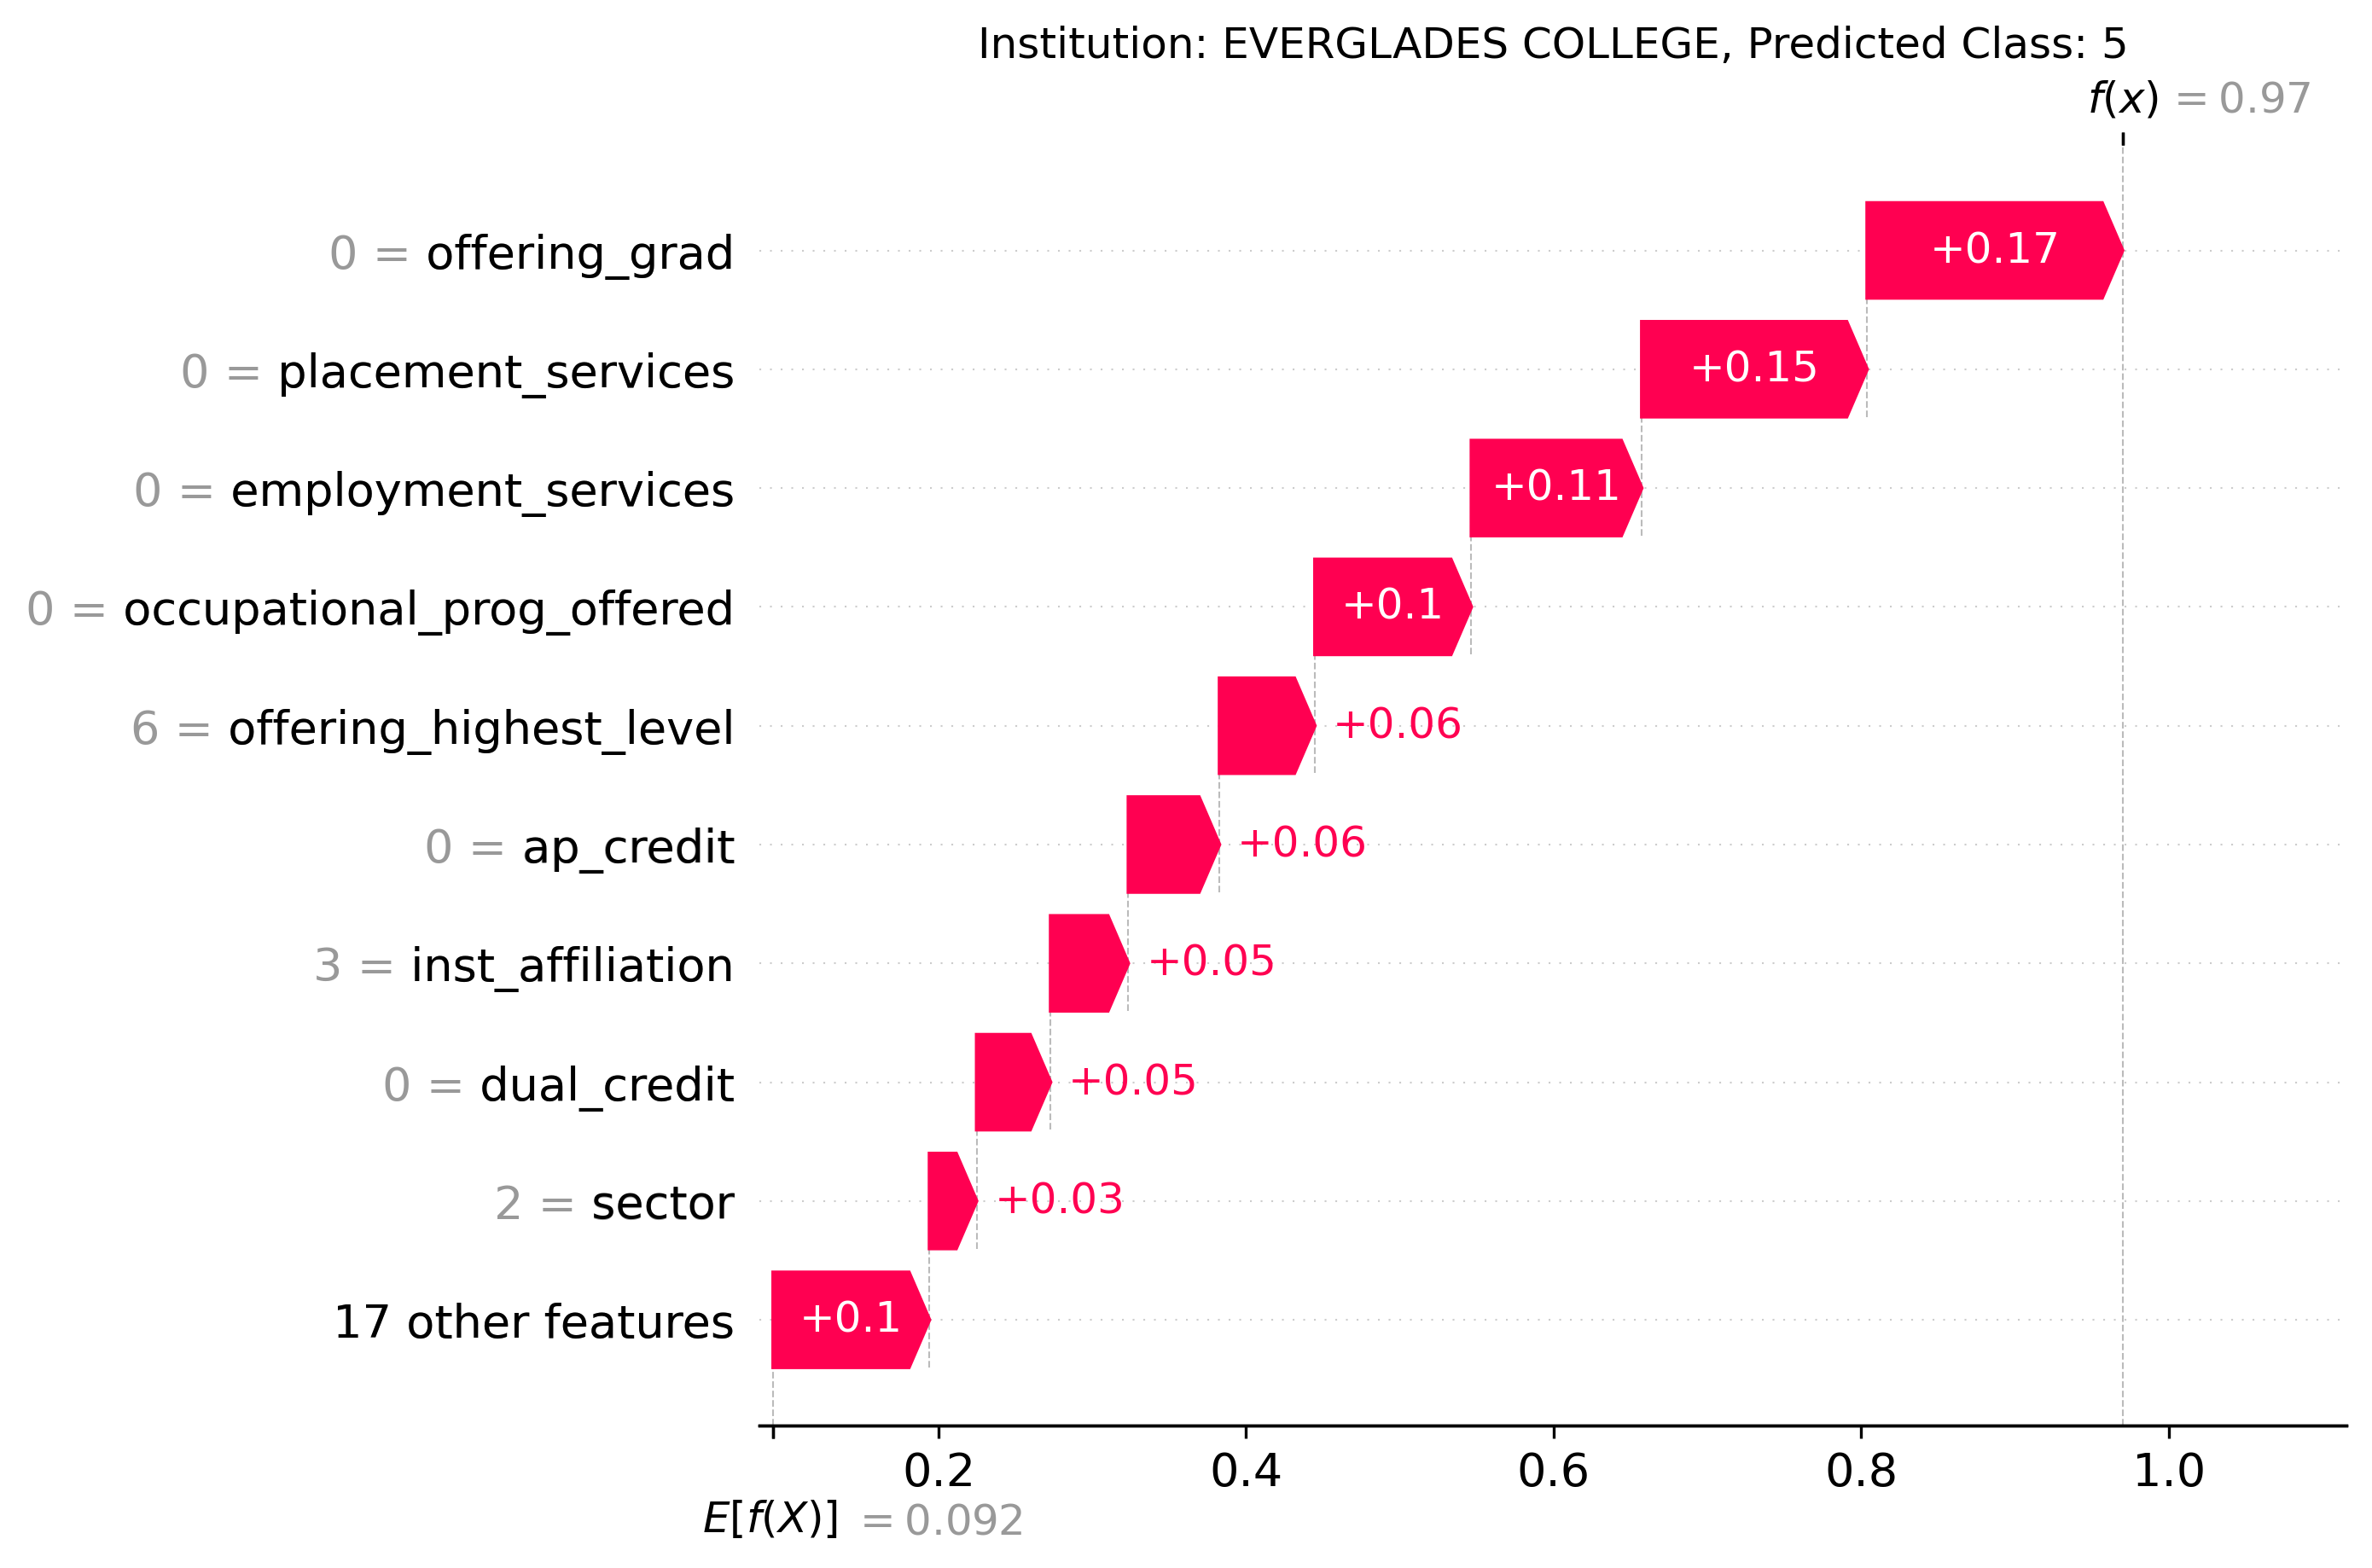 Institution: EVERGLADES COLLEGE, Predicted Class: 5
f(x) = 0.97
0 = offering_grad +0.17
0 = placement_services +0.15
0 = employment_services +0.11
0 = occupational_prog_offered +0.1
6 = offering_highest_level +0.06
0 = ap_credit +0.06
3 = inst_affiliation +0.05
0 = dual_credit +0.05
2 = sector +0.03
17 other features +0.1
0.2 0.4 0.6 0.8 1.0
E[f(X)] = 0.092